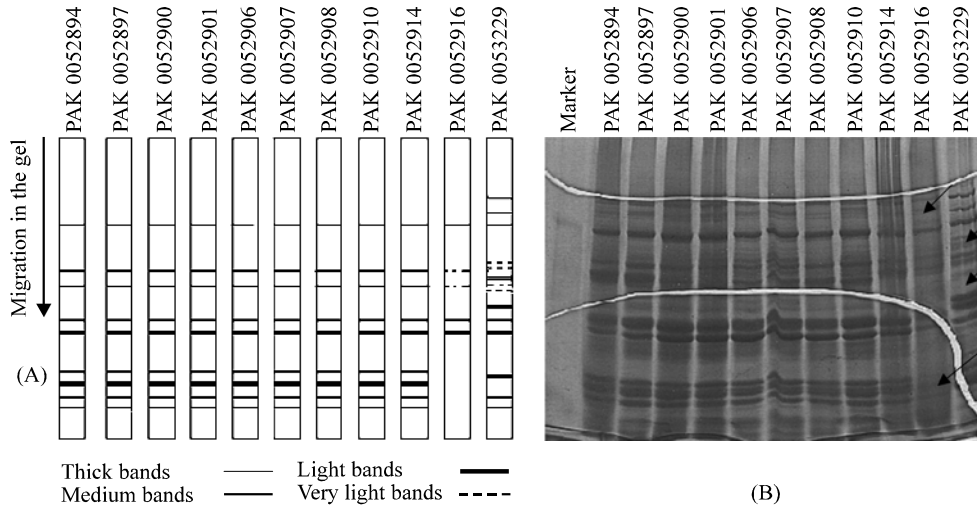 PAK 0052894
PAK 0052897
PAK 0052900
PAK 0052901
PAK 0052906
PAK 0052907
PAK 0052908
PAK 0052910
PAK 0052914
PAK 0052916
PAK 0053229
Migration in the gel
(A)
Thick bands
Light bands
Medium bands
Very light bands
Marker
PAK 0052894
PAK 0052897
PAK 0052900
PAK 0052901
PAK 0052906
PAK 0052907
PAK 0052908
PAK 0052910
PAK 0052914
PAK 0052916
PAK 0053229
(B)